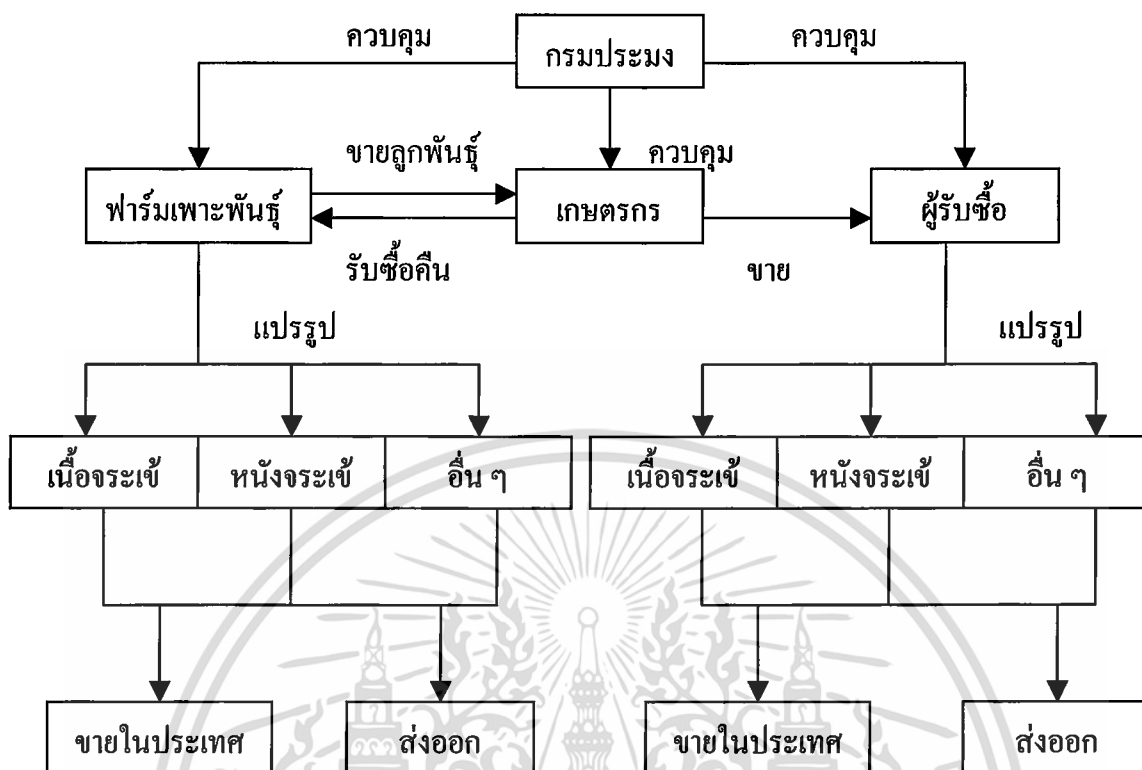 ควบคุม
กรมประมง
ควบคุม
ขายลูกพันธุ์
ควบคุม
ฟาร์มเพาะพันธุ์
เกษตรกร
ผู้รับซื้อ
รับซื้อคืน
ขาย
แปรรูป
แปรรูป
เนื้อจระเข้
หนังจระเข้
อื่น ๆ
เนื้อจระเข้
หนังจระเข้
อื่น ๆ
ขายในประเทศ
ส่งออก
ขายในประเทศ
ส่งออก